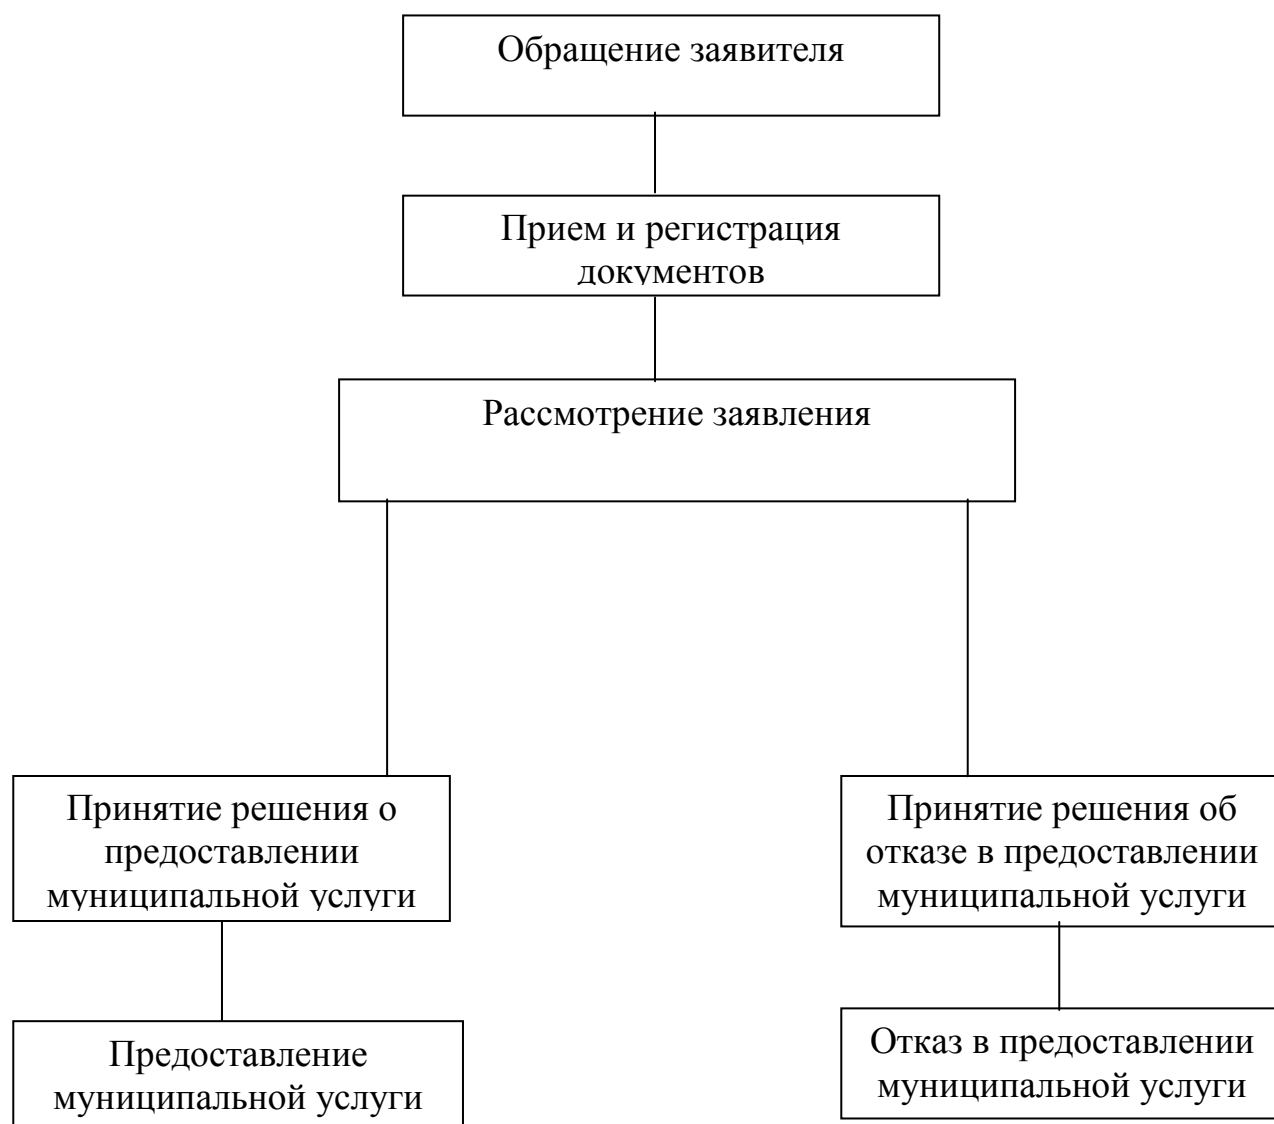 Обращение заявителя
Прием и регистрация
документов
Рассмотрение заявления
Принятие решения о
предоставлении
муниципальной услуги
Принятие решения об
отказе в предоставлении
муниципальной услуги
Предоставление
муниципальной услуги
Отказ в предоставлении
муниципальной услуги